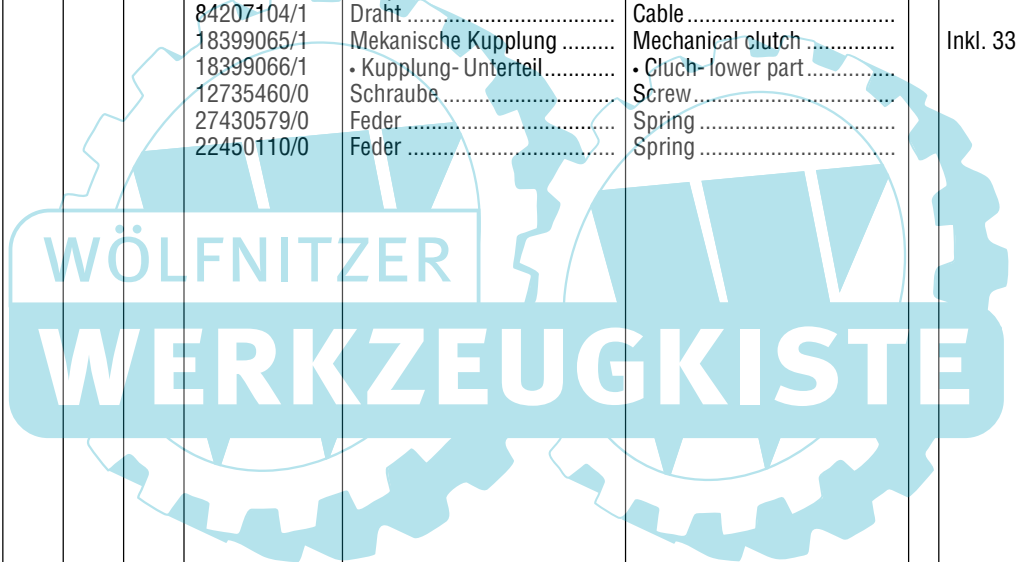 84207104/1 Draht ................................ Cable ................................
18399065/1 Mekanische Kupplung ......... Mechanical clutch ............... Inkl. 33
18399066/1 • Kupplung- Unterteil ............ • Cluch- lower part ...............
12735460/0 Schraube ............................ Screw ...............................
27430579/0 Feder ................................ Spring ..............................
22450110/0 Feder ................................ Spring ..............................
WÖLFNITZER
WERKZEUGKISTE